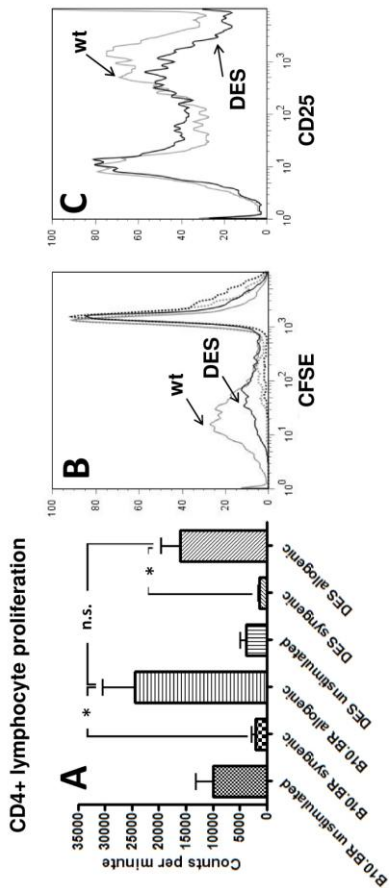 CD4+ lymphocyte proliferation
A
Counts per minute
35000
30000
25000
20000
15000
10000
5000
0
*
n.s.
*
B10.BR unstimulated
B10.BR syngenic
B10.BR allogenic
DES unstimulated
DES syngenic
DES allogenic
B
100
80
60
40
20
0
wt
DES
10⁰ 10¹ 10² 10³
CFSE
C
100
80
60
40
20
0
wt
DES
10⁰ 10¹ 10² 10³
CD25